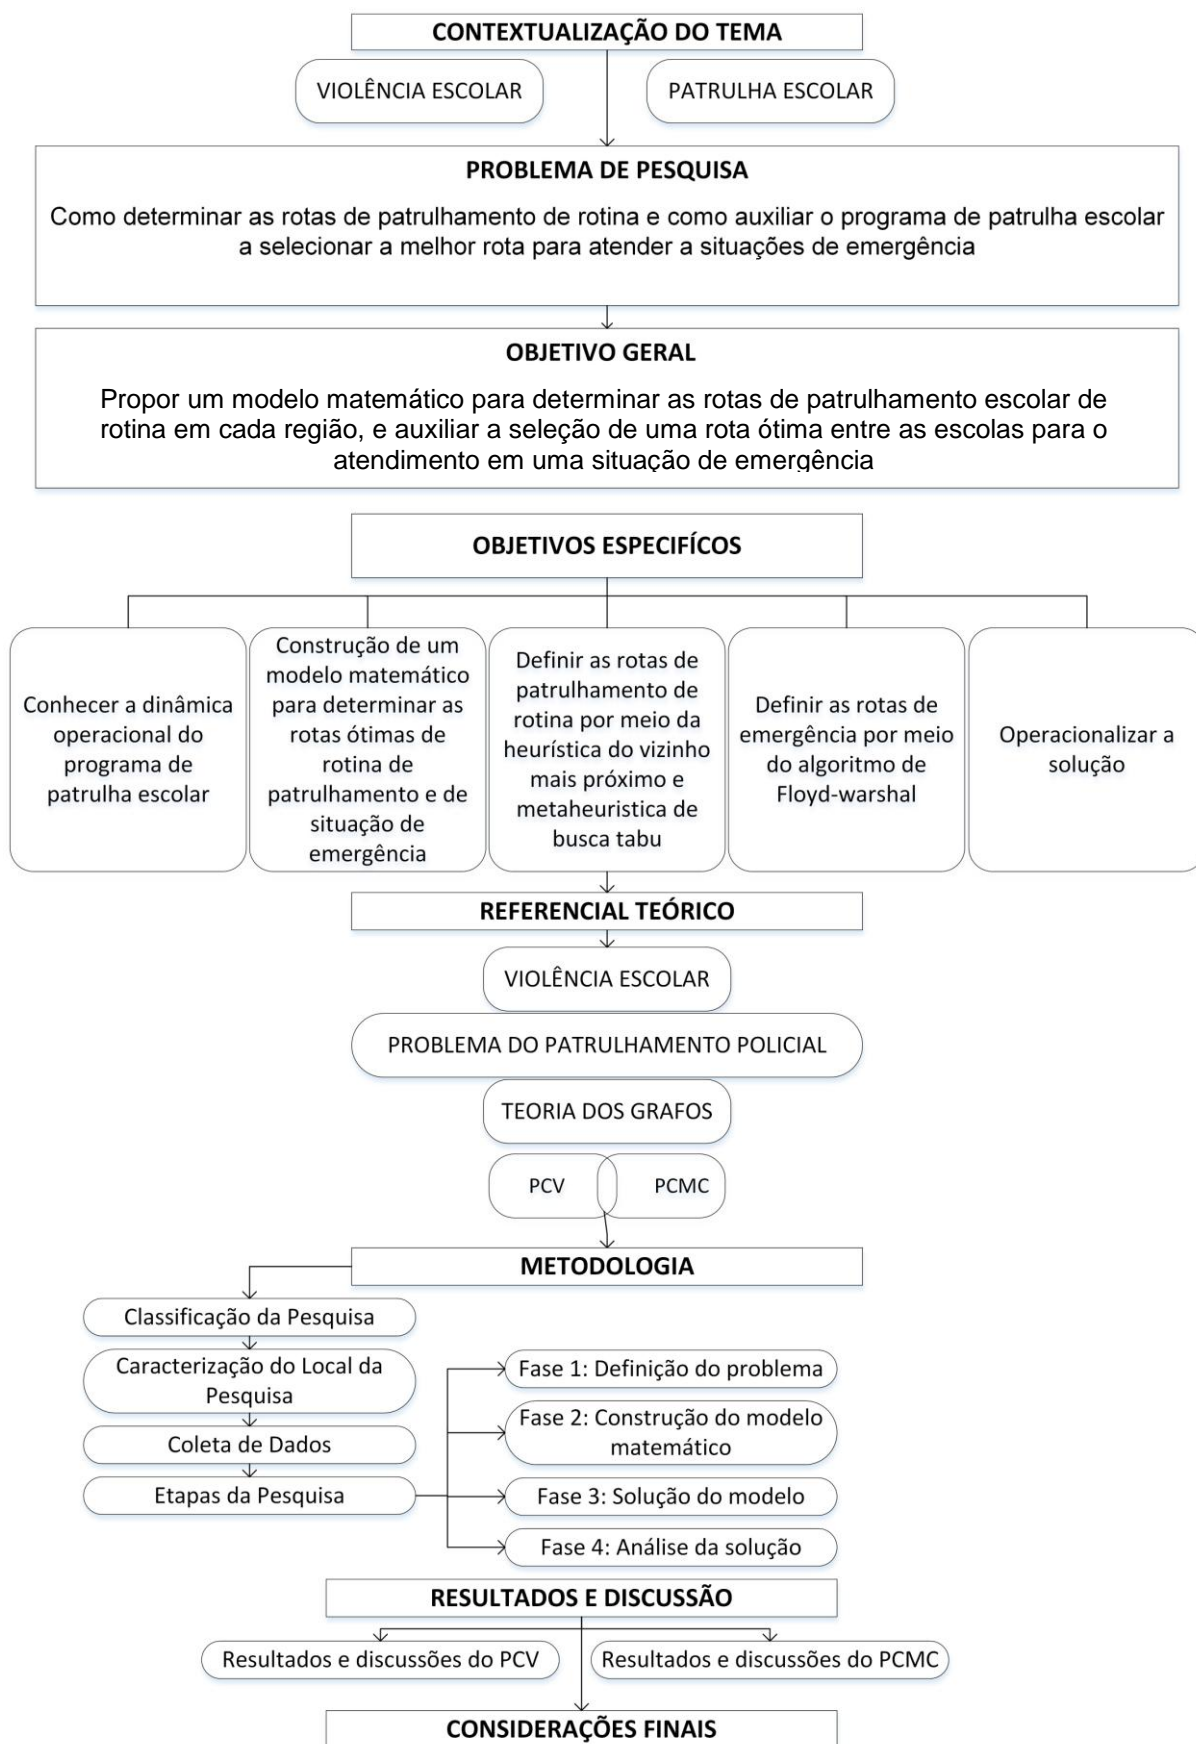 CONTEXTUALIZAÇÃO DO TEMA
VIOLÊNCIA ESCOLAR
PATRULHA ESCOLAR
PROBLEMA DE PESQUISA
Como determinar as rotas de patrulhamento de rotina e como auxiliar o programa de patrulha escolar
a selecionar a melhor rota para atender a situações de emergência
OBJETIVO GERAL
Propor um modelo matemático para determinar as rotas de patrulhamento escolar de
rotina em cada região, e auxiliar a seleção de uma rota ótima entre as escolas para o
atendimento em uma situação de emergência
OBJETIVOS ESPECIFÍCOS
Conhecer a dinâmica
operacional do
programa de
patrulha escolar
Construção de um
modelo matemático
para determinar as
rotas ótimas de
rotina de
patrulhamento e de
situação de
emergência
Definir as rotas de
patrulhamento de
rotina por meio da
heurística do vizinho
mais próximo e
metaheuristica de
busca tabu
Definir as rotas de
emergência por meio
do algoritmo de
Floyd-warshal
Operacionalizar a
solução
REFERENCIAL TEÓRICO
VIOLÊNCIA ESCOLAR
PROBLEMA DO PATRULHAMENTO POLICIAL
TEORIA DOS GRAFOS
PCV
PCMC
METODOLOGIA
Classificação da Pesquisa
Caracterização do Local da
Pesquisa
Coleta de Dados
Etapas da Pesquisa
Fase 1: Definição do problema
Fase 2: Construção do modelo
matemático
Fase 3: Solução do modelo
Fase 4: Análise da solução
RESULTADOS E DISCUSSÃO
Resultados e discussões do PCV
Resultados e discussões do PCMC
CONSIDERAÇÕES FINAIS